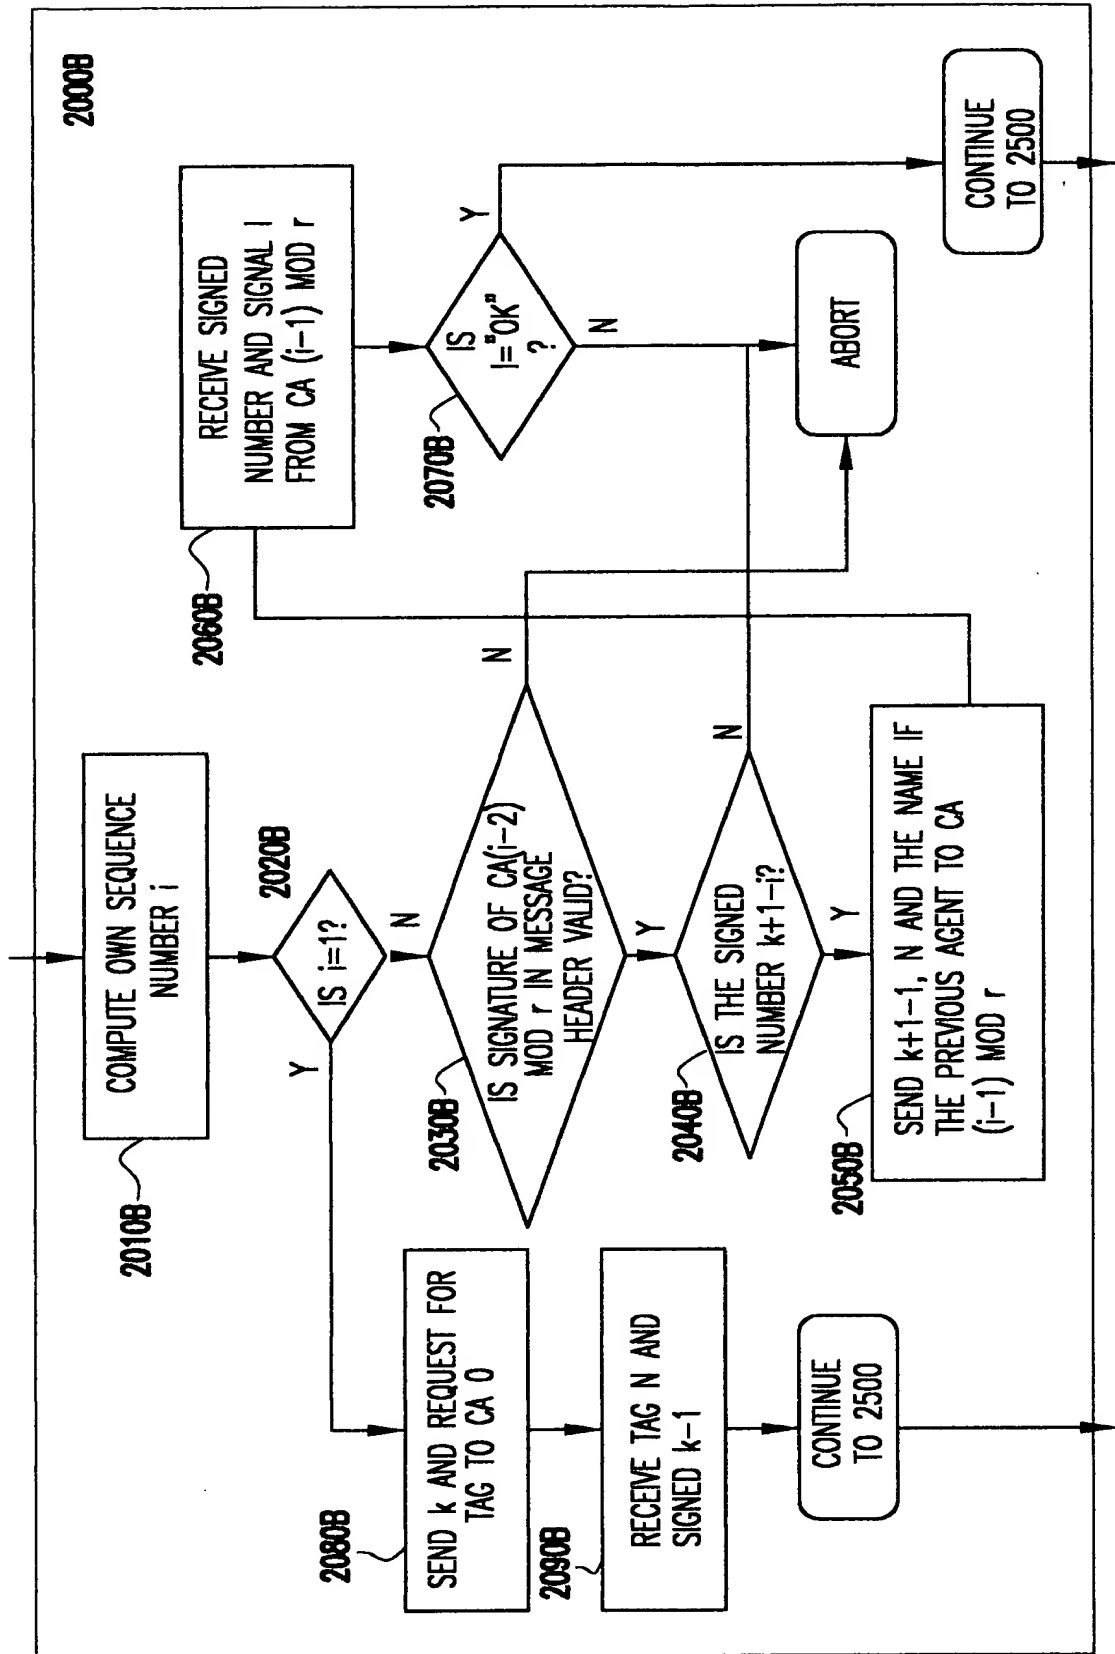 2000B
COMPUTE OWN SEQUENCE
NUMBER i
2010B
IS i=1?
2020B
Y
N
IS SIGNATURE OF CA(i-2)
MOD r IN MESSAGE
HEADER VALID?
2030B
N
Y
IS THE SIGNED
NUMBER k+1-i?
2040B
N
Y
SEND k+1-1, N AND THE NAME IF
THE PREVIOUS AGENT TO CA
(i-1) MOD r
2050B
RECEIVE SIGNED
NUMBER AND SIGNAL l
FROM CA (i-1) MOD r
2060B
IS
l="OK"
?
2070B
Y
N
ABORT
CONTINUE
TO 2500
SEND k AND REQUEST FOR
TAG TO CA 0
2080B
RECEIVE TAG N AND
SIGNED k-1
2090B
CONTINUE
TO 2500